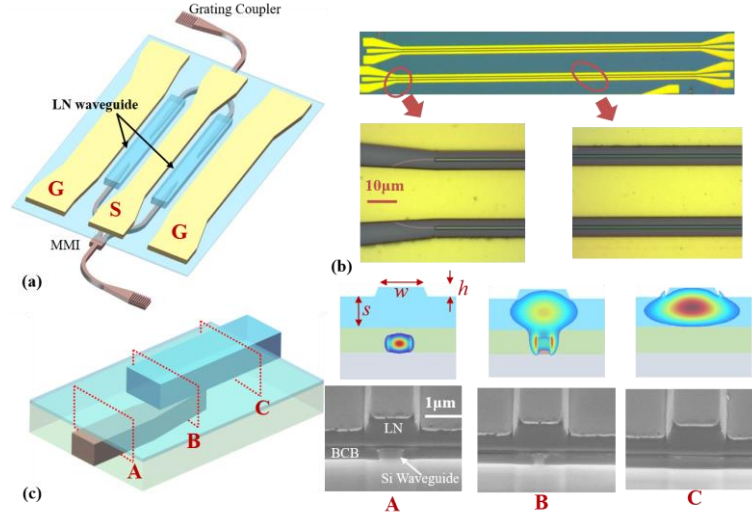 Grating Coupler
LN waveguide
G
S
G
MMI
(a)
10μm
(b)
w
h
s
A
B
C
(c)
LN
1μm
BCB
Si Waveguide
A
B
C